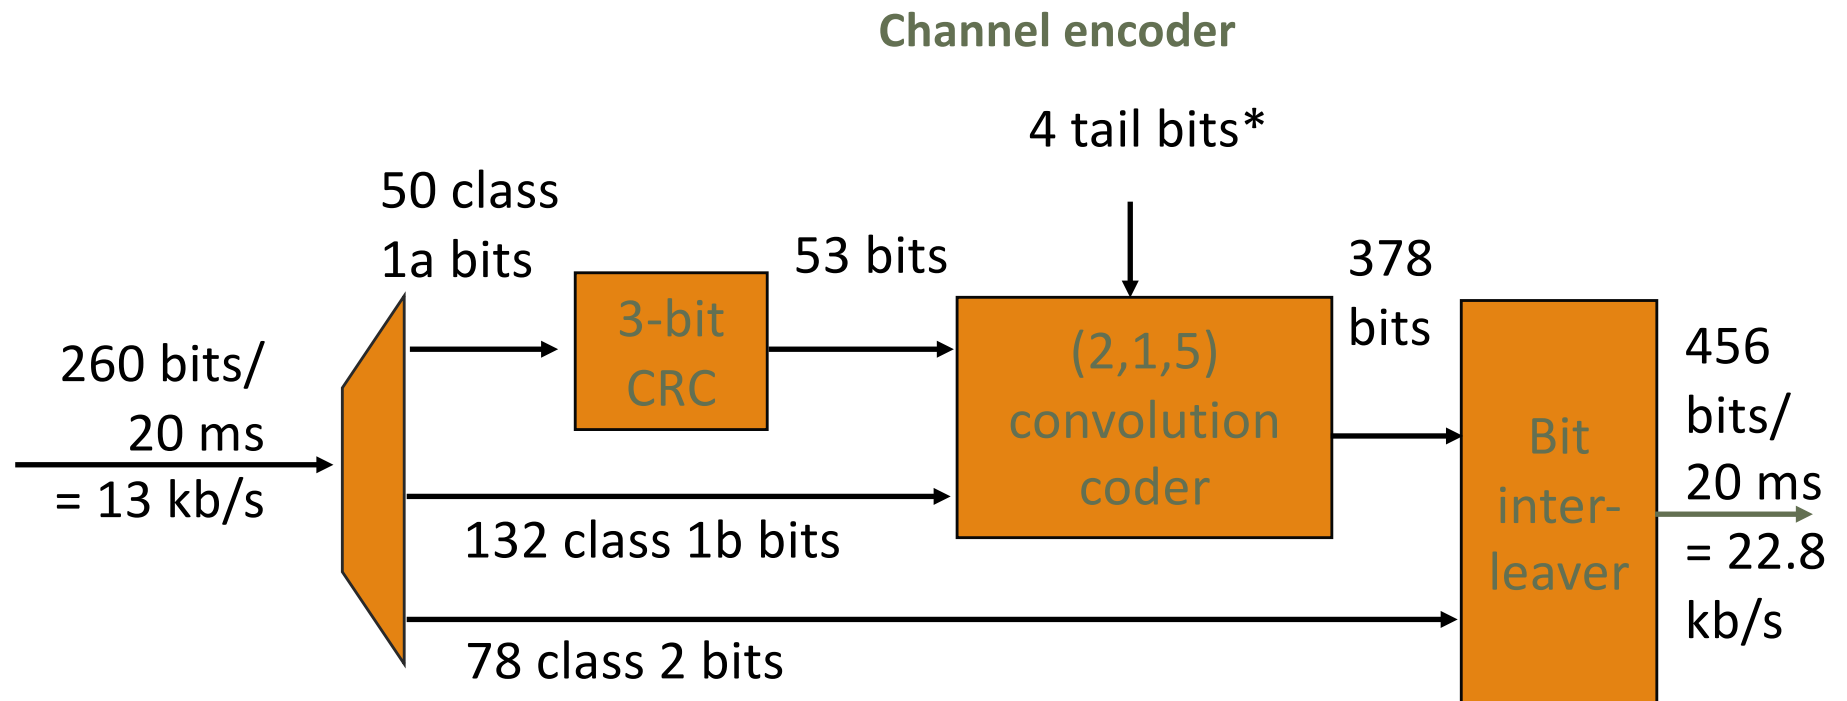 Channel encoder
4 tail bits*
50 class
1a bits
53 bits
378
bits
3-bit
CRC
(2,1,5)
convolution
coder
260 bits/
20 ms
= 13 kb/s
132 class 1b bits
78 class 2 bits
Bit
inter-
leaver
456
bits/
20 ms
= 22.8
kb/s